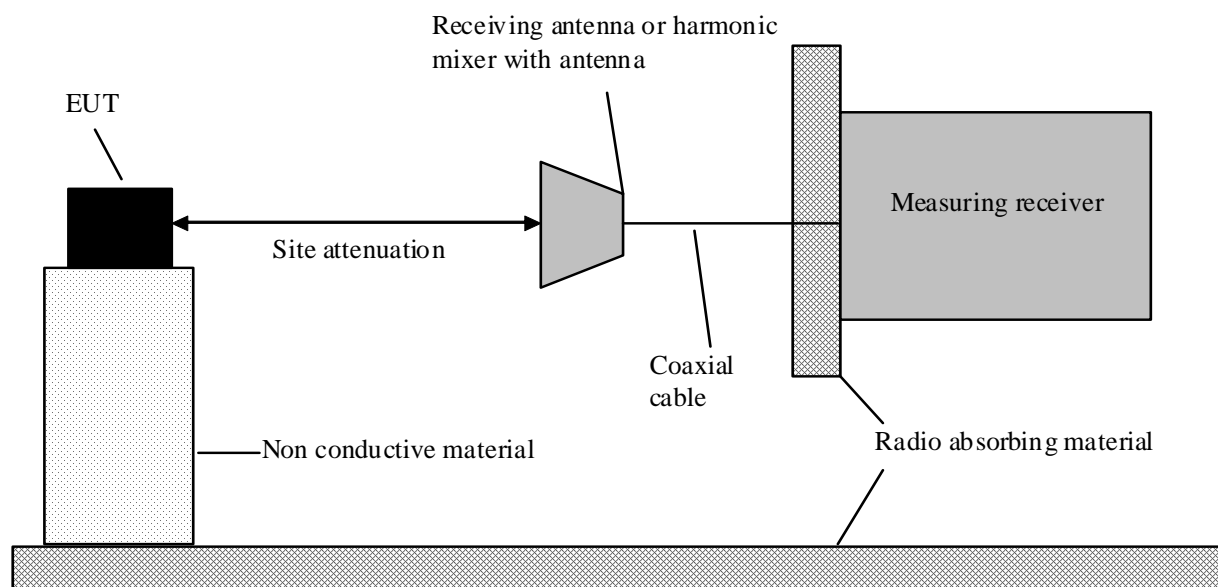 Receiving antenna or harmonic
mixer with antenna
EUT
Measuring receiver
Site attenuation
Coaxial
cable
Non conductive material
Radio absorbing material